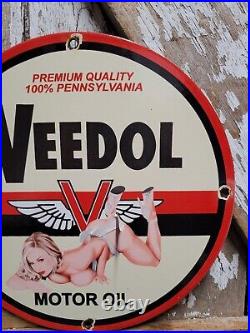 PREMIUM QUALITY
100% PENNSYLVANIA
VEEDOL
V
MOTOR OIL